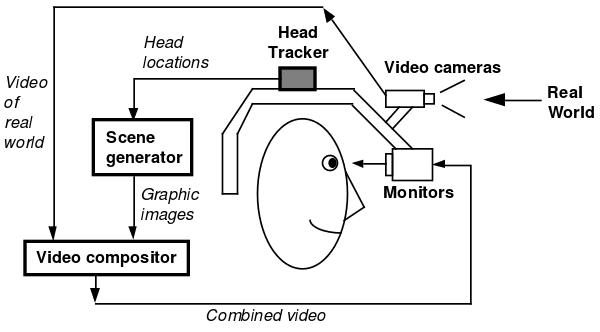 Head
Tracker
Head
locations
Video cameras
Video
of
real
world
Real
World
Scene
generator
Monitors
Graphic
images
Video compositor
Combined video